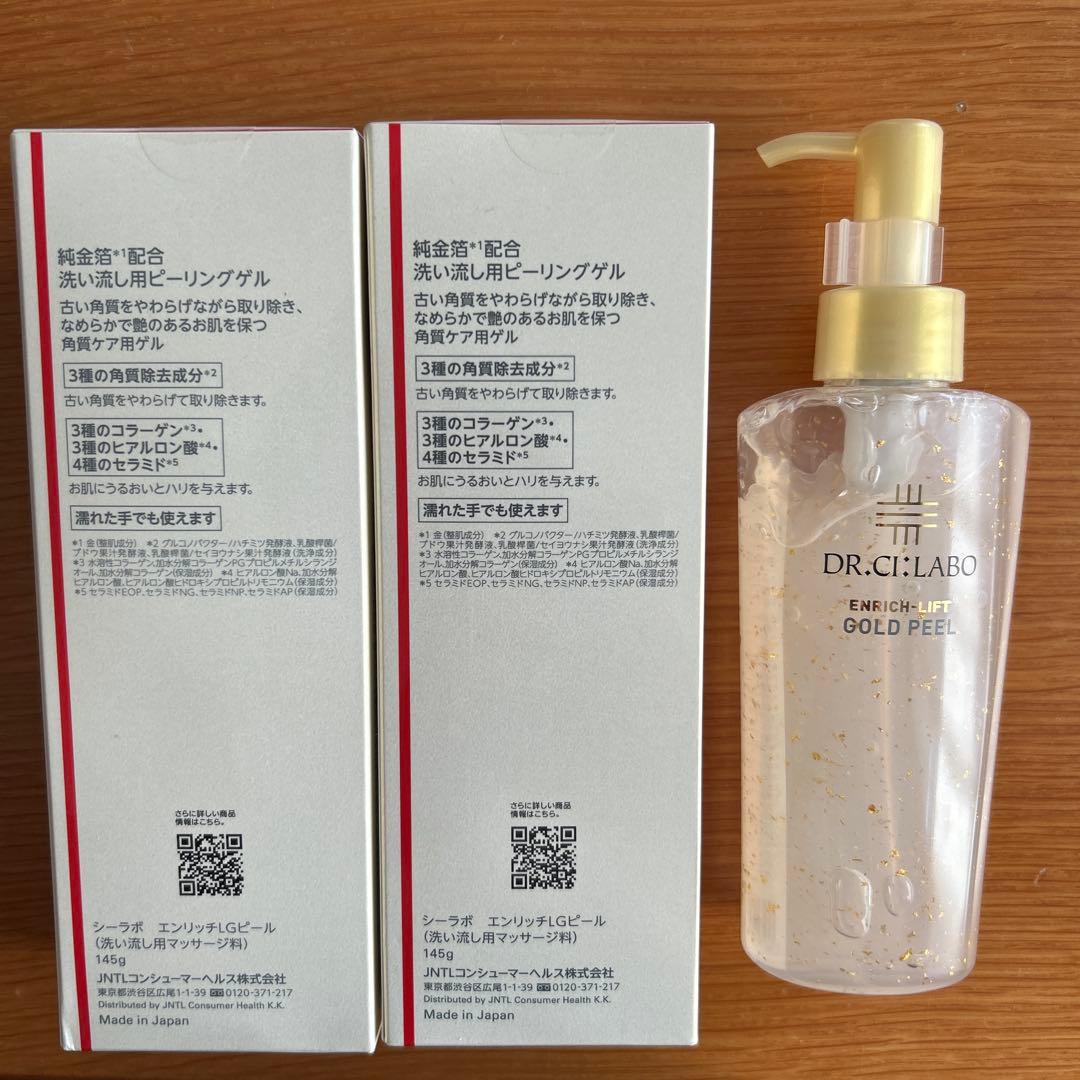 純金箔*1配合
洗い流し用ピーリングゲル
古い角質をやわらげながら取り除き、
なめらかで艶のあるお肌を保つ
角質ケア用ゲル
3種の角質除去成分*2
古い角質をやわらげて取り除きます。
3種のコラーゲン*3・
3種のヒアルロン酸*4・
4種のセラミド*5
お肌にうるおいとハリを与えます。
濡れた手でも使えます
*1 金(整肌成分) *2 グルコノバクター/ハチミツ発酵液、乳酸桿菌/
ブドウ果汁発酵液、乳酸桿菌/セイヨウナシ果汁発酵液(洗浄成分)
*3 水溶性コラーゲン、加水分解コラーゲンPGプロピルメチルシランジ
オール、加水分解コラーゲン(保湿成分) *4 ヒアルロン酸Na、加水分解
ヒアルロン酸、ヒアルロン酸ヒドロキシプロピルトリモニウム(保湿成分)
*5 セラミドEOP、セラミドNG、セラミドNP、セラミドAP(保湿成分)
さらに詳しい商品
情報はこちら。
シーラボ エンリッチLGピール
(洗い流し用マッサージ料)
145g
JNTLコンシューマーヘルス株式会社
東京都渋谷区広尾1-1-39 0120-371-217
Distributed by JNTL Consumer Health K.K.
Made in Japan
純金箔*1配合
洗い流し用ピーリングゲル
古い角質をやわらげながら取り除き、
なめらかで艶のあるお肌を保つ
角質ケア用ゲル
3種の角質除去成分*2
古い角質をやわらげて取り除きます。
3種のコラーゲン*3・
3種のヒアルロン酸*4・
4種のセラミド*5
お肌にうるおいとハリを与えます。
濡れた手でも使えます
*1 金(整肌成分) *2 グルコノバクター/ハチミツ発酵液、乳酸桿菌/
ブドウ果汁発酵液、乳酸桿菌/セイヨウナシ果汁発酵液(洗浄成分)
*3 水溶性コラーゲン、加水分解コラーゲンPGプロピルメチルシランジ
オール、加水分解コラーゲン(保湿成分) *4 ヒアルロン酸Na、加水分解
ヒアルロン酸、ヒアルロン酸ヒドロキシプロピルトリモニウム(保湿成分)
*5 セラミドEOP、セラミドNG、セラミドNP、セラミドAP(保湿成分)
さらに詳しい商品
情報はこちら。
シーラボ エンリッチLGピール
(洗い流し用マッサージ料)
145g
JNTLコンシューマーヘルス株式会社
東京都渋谷区広尾1-1-39 0120-371-217
Distributed by JNTL Consumer Health K.K.
Made in Japan
DR.CI:LABO
ENRICH-LIFT
GOLD PEEL